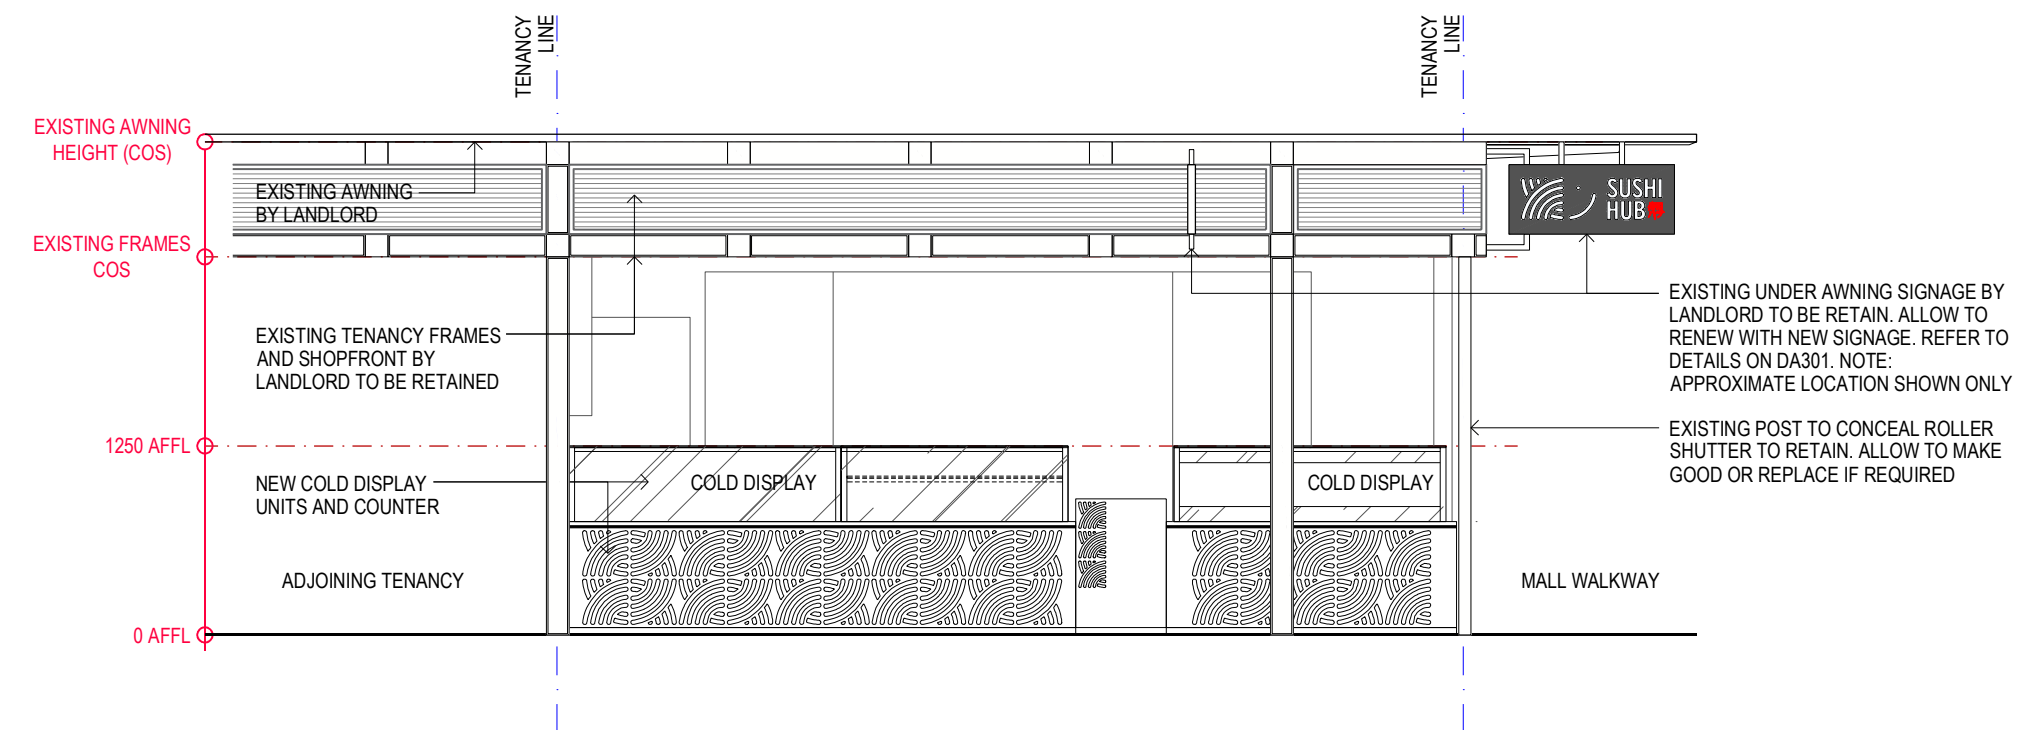 TENANCY
LINE
TENANCY
LINE
EXISTING AWNING
HEIGHT (COS)
EXISTING AWNING
BY LANDLORD
SUSHI
HUB
EXISTING FRAMES
COS
EXISTING UNDER AWNING SIGNAGE BY
LANDLORD TO BE RETAIN. ALLOW TO
RENEW WITH NEW SIGNAGE. REFER TO
DETAILS ON DA301. NOTE:
APPROXIMATE LOCATION SHOWN ONLY
EXISTING TENANCY FRAMES
AND SHOPFRONT BY
LANDLORD TO BE RETAINED
1250 AFFL
EXISTING POST TO CONCEAL ROLLER
SHUTTER TO RETAIN. ALLOW TO MAKE
GOOD OR REPLACE IF REQUIRED
NEW COLD DISPLAY
UNITS AND COUNTER
COLD DISPLAY
COLD DISPLAY
ADJOINING TENANCY
MALL WALKWAY
0 AFFL